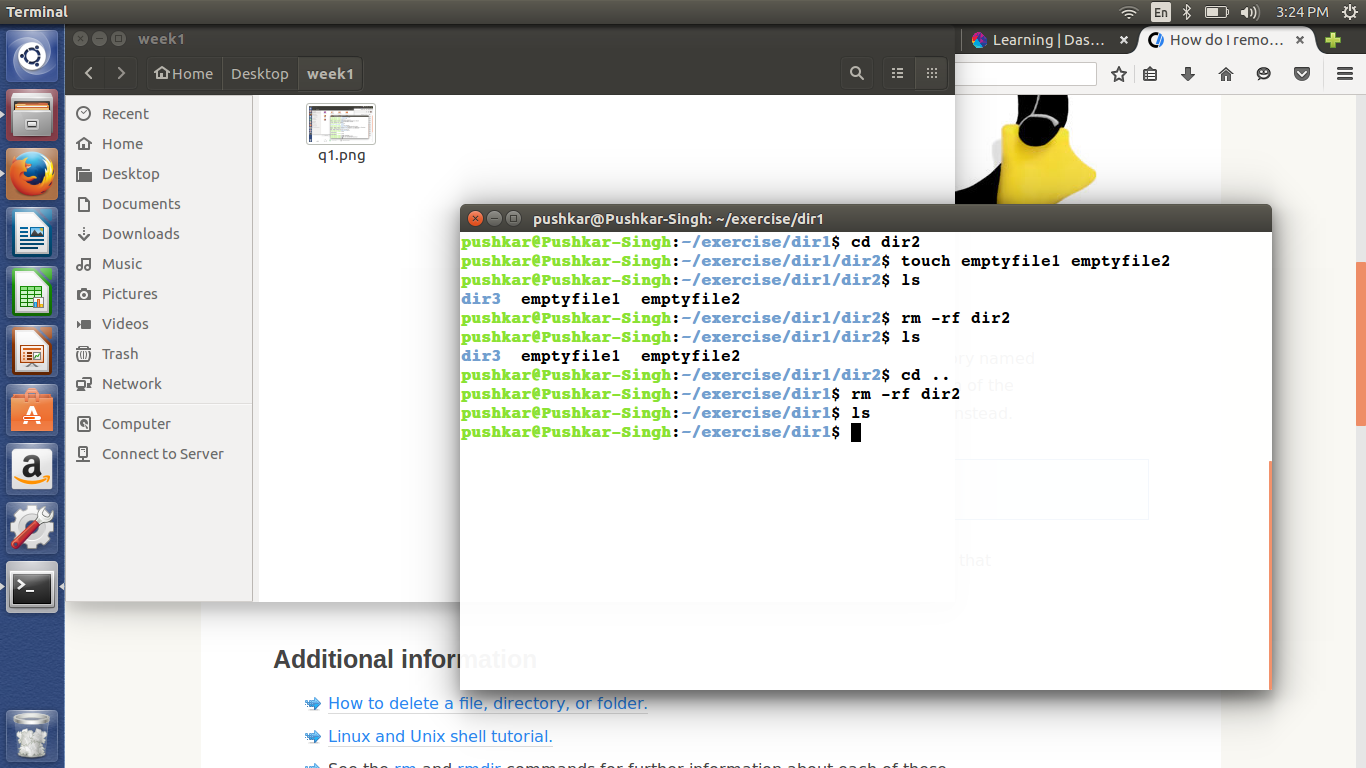 Terminal
En
3:24 PM
week1
Home
Desktop
week1
Learning | Das...
How do I remo...
Recent
Home
Desktop
Documents
Downloads
Music
Pictures
Videos
Trash
Network
Computer
Connect to Server
q1.png
pushkar@Pushkar-Singh: ~/exercise/dir1
pushkar@Pushkar-Singh:~/exercise/dir1$ cd dir2
pushkar@Pushkar-Singh:~/exercise/dir1/dir2$ touch emptyfile1 emptyfile2
pushkar@Pushkar-Singh:~/exercise/dir1/dir2$ ls
dir3  emptyfile1  emptyfile2
pushkar@Pushkar-Singh:~/exercise/dir1/dir2$ rm -rf dir2
pushkar@Pushkar-Singh:~/exercise/dir1/dir2$ ls
dir3  emptyfile1  emptyfile2
pushkar@Pushkar-Singh:~/exercise/dir1/dir2$ cd ..
pushkar@Pushkar-Singh:~/exercise/dir1$ rm -rf dir2
pushkar@Pushkar-Singh:~/exercise/dir1$ ls
pushkar@Pushkar-Singh:~/exercise/dir1$
named
of the
instead.
that
Additional information
How to delete a file, directory, or folder.
Linux and Unix shell tutorial.
See the rm and rmdir commands for further information about each of these